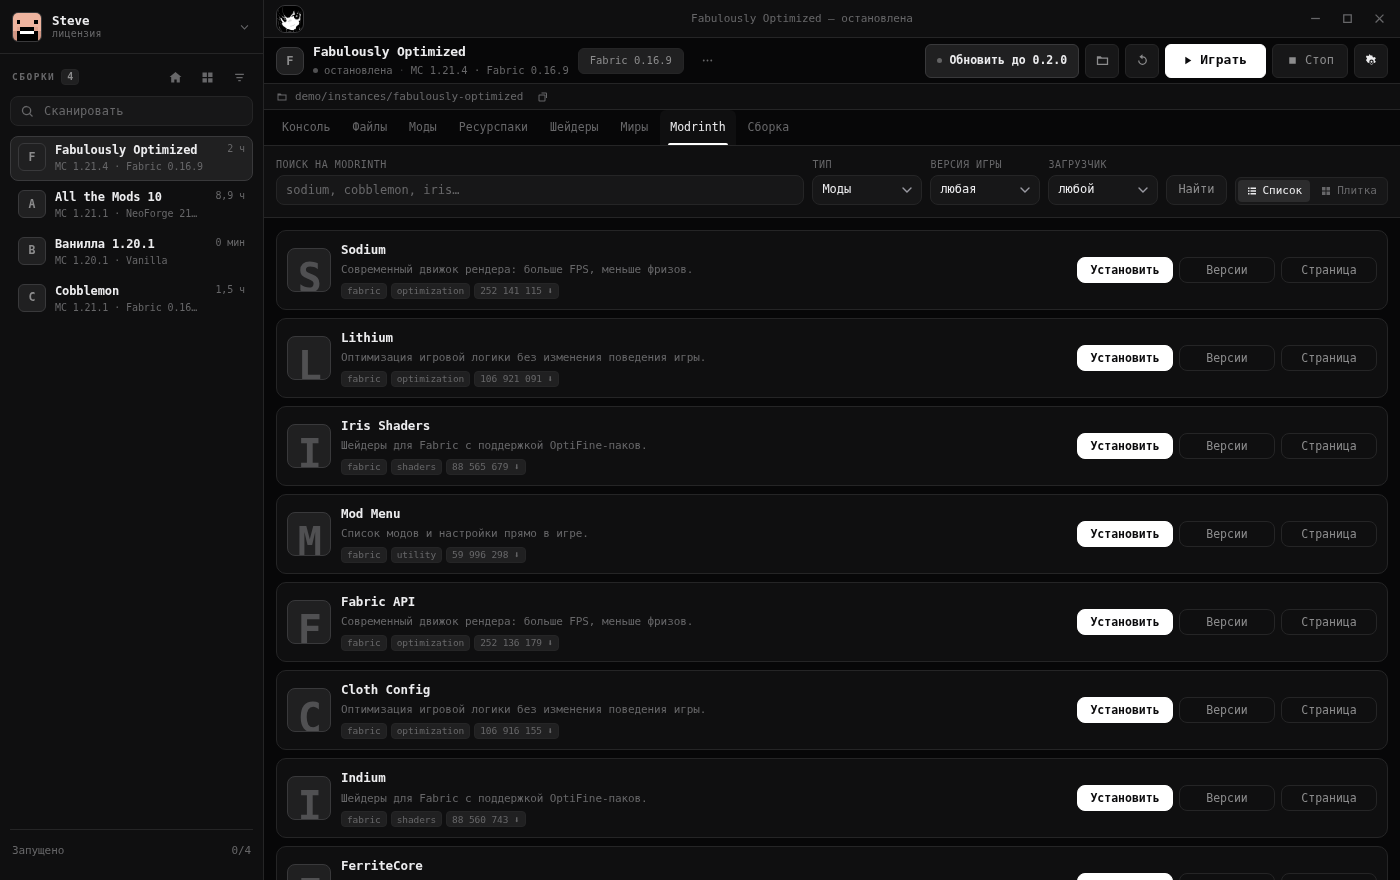 Steve
лицензия
СБОРКИ 4
Сканировать
F Fabulously Optimized 2 ч
MC 1.21.4 · Fabric 0.16.9
A All the Mods 10 8,9 ч
MC 1.21.1 · NeoForge 21…
В Ванилла 1.20.1 0 мин
MC 1.20.1 · Vanilla
C Cobblemon 1,5 ч
MC 1.21.1 · Fabric 0.16…
Запущено 0/4
Fabulously Optimized — остановлена
F Fabulously Optimized
остановлена · MC 1.21.4 · Fabric 0.16.9
Fabric 0.16.9 ···
Обновить до 0.2.0
Играть
Стоп
demo/instances/fabulously-optimized
Консоль Файлы Моды Ресурспаки Шейдеры Миры Modrinth Сборка
ПОИСК НА MODRINTH ТИП ВЕРСИЯ ИГРЫ ЗАГРУЗЧИК
sodium, cobblemon, iris… Моды любая любой Найти Список Плитка
S Sodium
Современный движок рендера: больше FPS, меньше фризов.
fabric optimization 252 141 115 ⬇
Установить Версии Страница
L Lithium
Оптимизация игровой логики без изменения поведения игры.
fabric optimization 106 921 091 ⬇
Установить Версии Страница
I Iris Shaders
Шейдеры для Fabric с поддержкой OptiFine-паков.
fabric shaders 88 565 679 ⬇
Установить Версии Страница
M Mod Menu
Список модов и настройки прямо в игре.
fabric utility 59 996 298 ⬇
Установить Версии Страница
F Fabric API
Современный движок рендера: больше FPS, меньше фризов.
fabric optimization 252 136 179 ⬇
Установить Версии Страница
C Cloth Config
Оптимизация игровой логики без изменения поведения игры.
fabric optimization 106 916 155 ⬇
Установить Версии Страница
I Indium
Шейдеры для Fabric с поддержкой OptiFine-паков.
fabric shaders 88 560 743 ⬇
Установить Версии Страница
FerriteCore